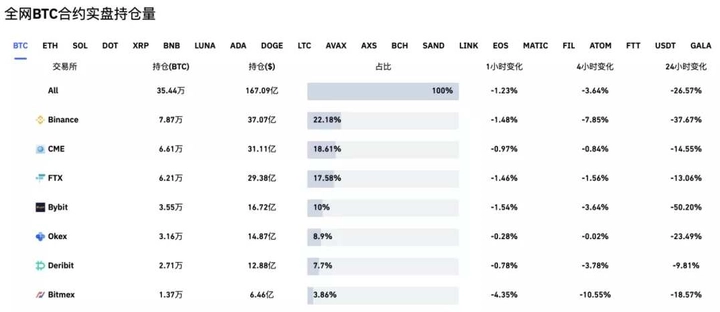 全网BTC合约实盘持仓量
BTC ETH SOL DOT XRP BNB LUNA ADA DOGE LTC AVAX AXS BCH SAND LINK EOS MATIC FIL ATOM FTT USDT GALA
交易所 持仓(BTC) 持仓($) 占比 1小时变化 4小时变化 24小时变化
All 35.44万 167.09亿 100% -1.23% -3.64% -26.57%
Binance 7.87万 37.07亿 22.18% -1.48% -7.85% -37.67%
CME 6.61万 31.11亿 18.61% -0.97% -0.84% -14.55%
FTX 6.21万 29.38亿 17.58% -1.46% -1.56% -13.06%
Bybit 3.55万 16.72亿 10% -1.54% -3.64% -50.20%
Okex 3.16万 14.87亿 8.9% -0.28% -0.02% -23.49%
Deribit 2.71万 12.88亿 7.7% -0.78% -3.78% -9.81%
Bitmex 1.37万 6.46亿 3.86% -4.35% -10.55% -18.57%